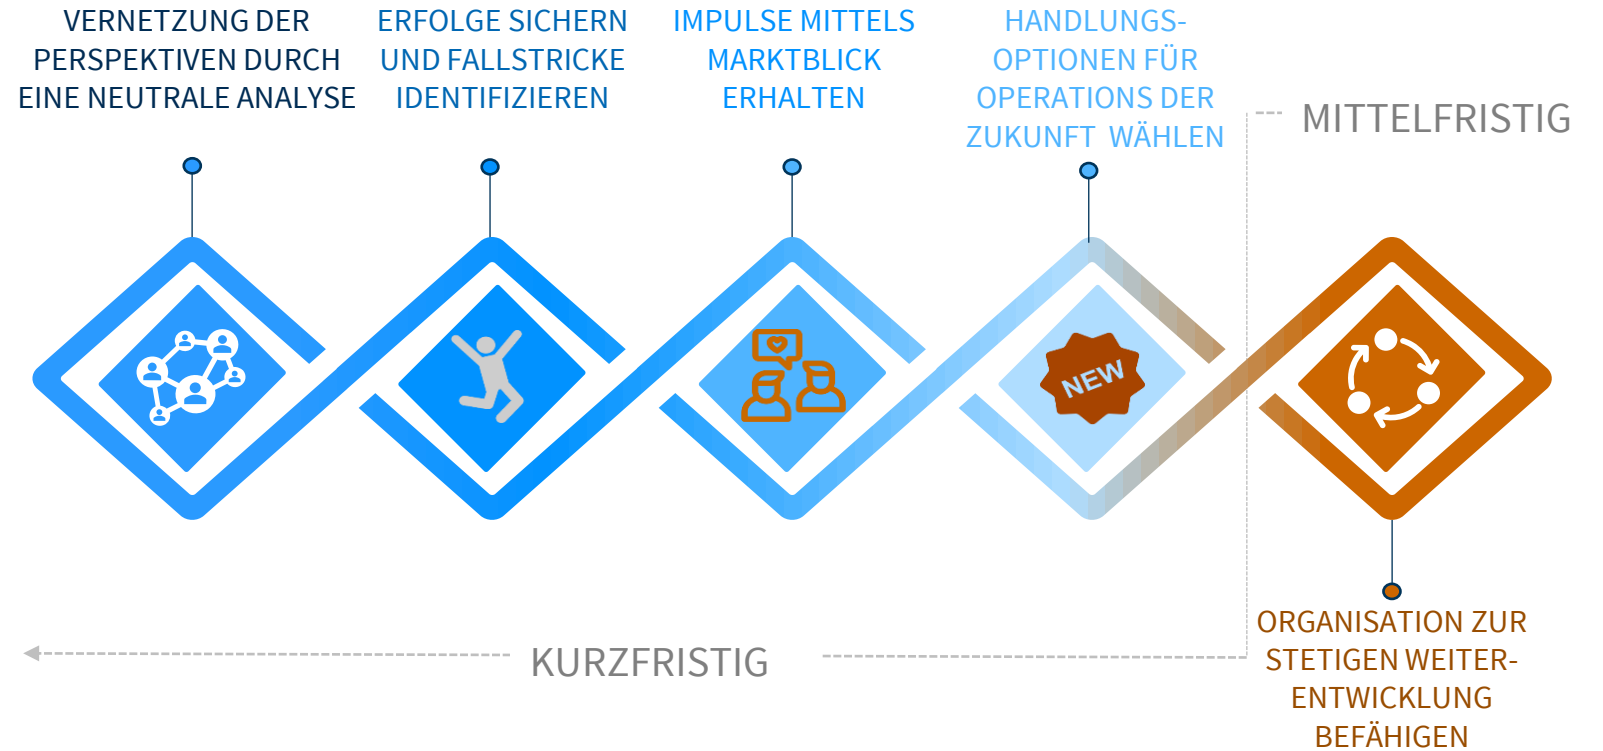 VERNETZUNG DER
PERSPEKTIVEN DURCH
EINE NEUTRALE ANALYSE
ERFOLGE SICHERN
UND FALLSTRICKE
IDENTIFIZIEREN
IMPULSE MITTELS
MARKTBLICK
ERHALTEN
HANDLUNGS-
OPTIONEN FÜR
OPERATIONS DER
ZUKUNFT WÄHLEN
MITTELFRISTIG
NEW
KURZFRISTIG
ORGANISATION ZUR
STETIGEN WEITER-
ENTWICKLUNG
BEFÄHIGEN